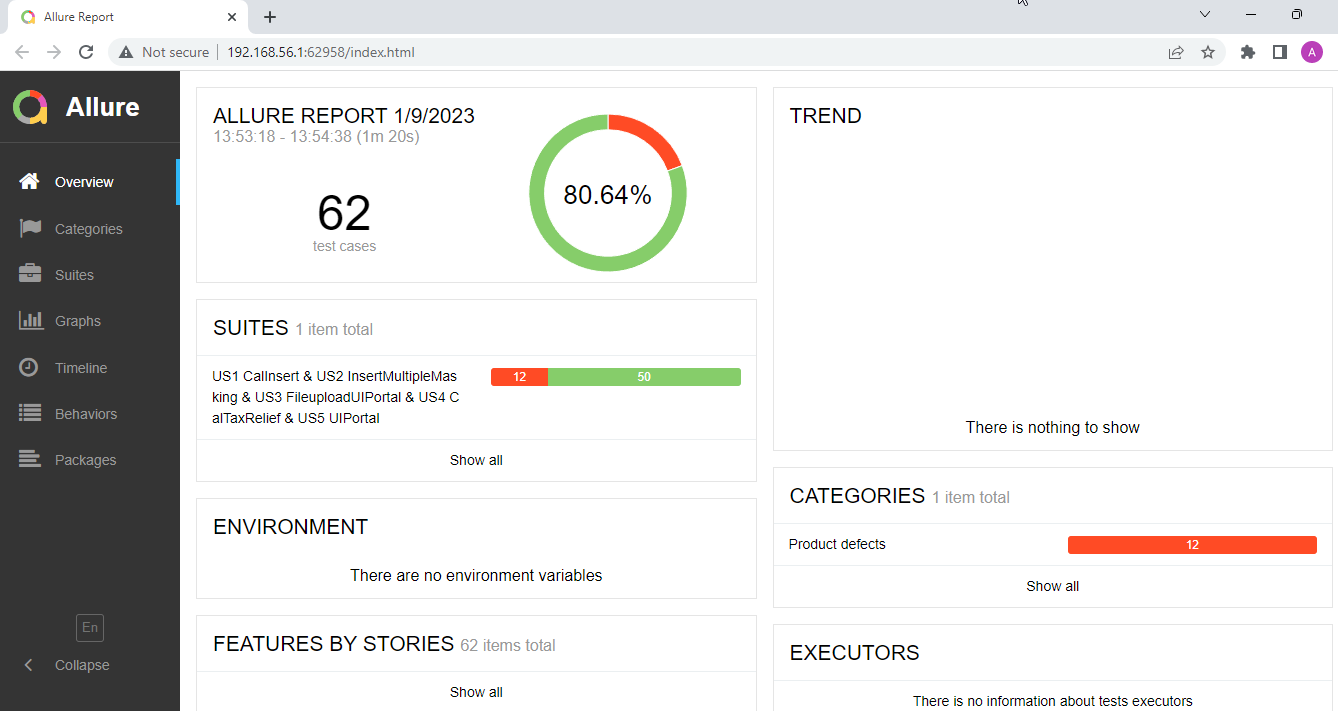 Allure Report
Not secure
192.168.56.1:62958/index.html
A
Allure
Overview
Categories
Suites
Graphs
Timeline
Behaviors
Packages
En
Collapse
ALLURE REPORT 1/9/2023
13:53:18 - 13:54:38 (1m 20s)
62
test cases
80.64%
SUITES 1 item total
US1 CalInsert & US2 InsertMultipleMas
king & US3 FileuploadUIPortal & US4 C
alTaxRelief & US5 UIPortal
12 50
Show all
ENVIRONMENT
There are no environment variables
FEATURES BY STORIES 62 items total
Show all
TREND
There is nothing to show
CATEGORIES 1 item total
Product defects 12
Show all
EXECUTORS
There is no information about tests executors